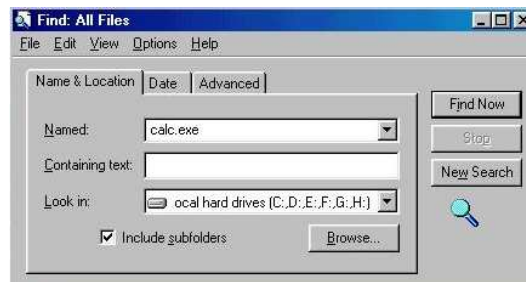 Find: All Files
File Edit View Options Help
Name & Location Date Advanced
Find Now
Named: calc.exe
Stop
Containing text:
New Search
Look in: ocal hard drives (C:,D:,E:,F:,G:,H:)
Include subfolders Browse...